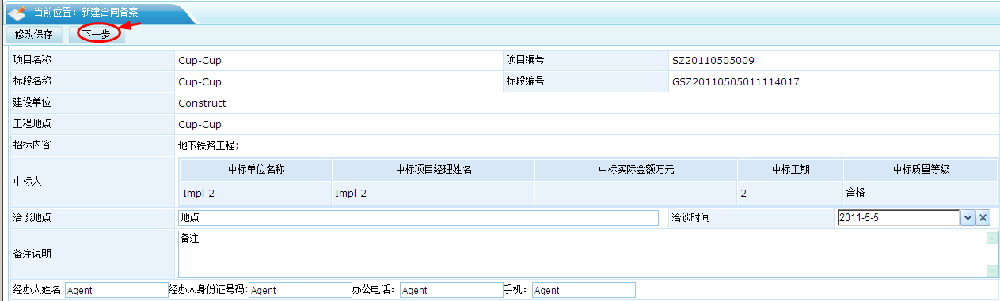 当前位置：新建合同备案
修改保存 下一步
项目名称 Cup-Cup 项目编号 SZ20110505009
标段名称 Cup-Cup 标段编号 GSZ20110505011114017
建设单位 Construct
工程地点 Cup-Cup
招标内容 地下铁路工程;
中标人
中标单位名称 中标项目经理姓名 中标实际金额万元 中标工期 中标质量等级
Impl-2 Impl-2 2 合格
洽谈地点 地点 洽谈时间 2011-5-5
备注说明 备注
经办人姓名: Agent 经办人身份证号码: Agent 办公电话： Agent 手机： Agent